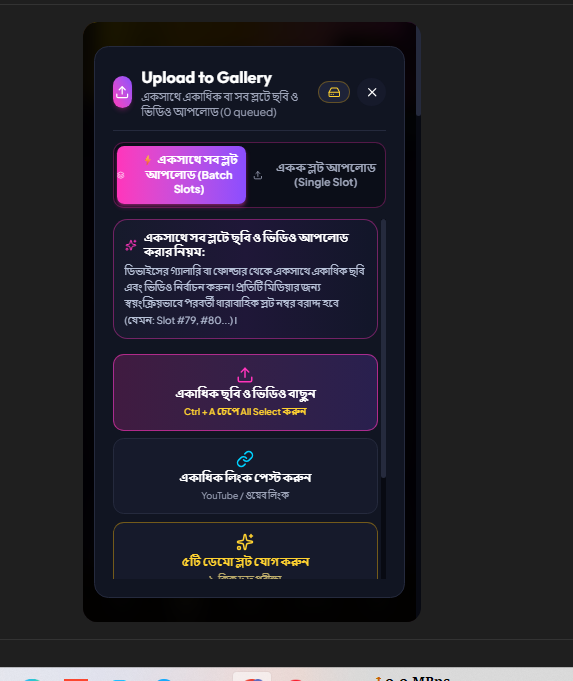 Upload to Gallery
একসাথে একাধিক বা সব স্লটে ছবি ও
ভিডিও আপলোড (0 queued)
একসাথে সব স্লট
আপলোড (Batch
Slots)
একক স্লট আপলোড
(Single Slot)
একসাথে সব স্লটে ছবি ও ভিডিও আপলোড
করার নিয়ম:
ডিভাইসের গ্যালারি বা ফোল্ডার থেকে একসাথে একাধিক ছবি
এবং ভিডিও নির্বাচন করুন। প্রতিটি মিডিয়ার জন্য
স্বয়ংক্রিয়ভাবে পরবর্তী ধারাবাহিক স্লট নম্বর বরাদ্দ হবে
(যেমন: Slot #79, #80...)।
একাধিক ছবি ও ভিডিও বাছুন
Ctrl + A চেপে All Select করুন
একাধিক লিংক পেস্ট করুন
YouTube / ওয়েব লিংক
৫টি ডেমো স্লট যোগ করুন